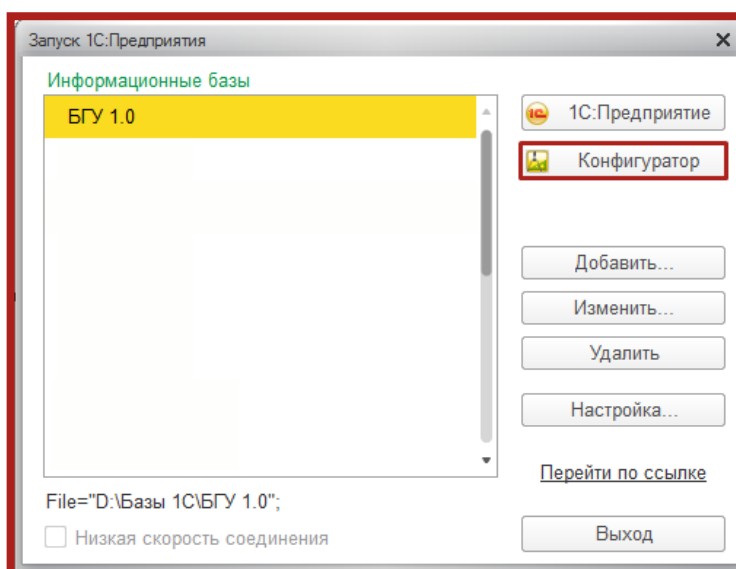 Запуск 1С:Предприятия
Информационные базы
БГУ 1.0
1С:Предприятие
Конфигуратор
Добавить...
Изменить...
Удалить
Настройка...
Перейти по ссылке
File="D:\Базы 1С\БГУ 1.0";
Низкая скорость соединения
Выход